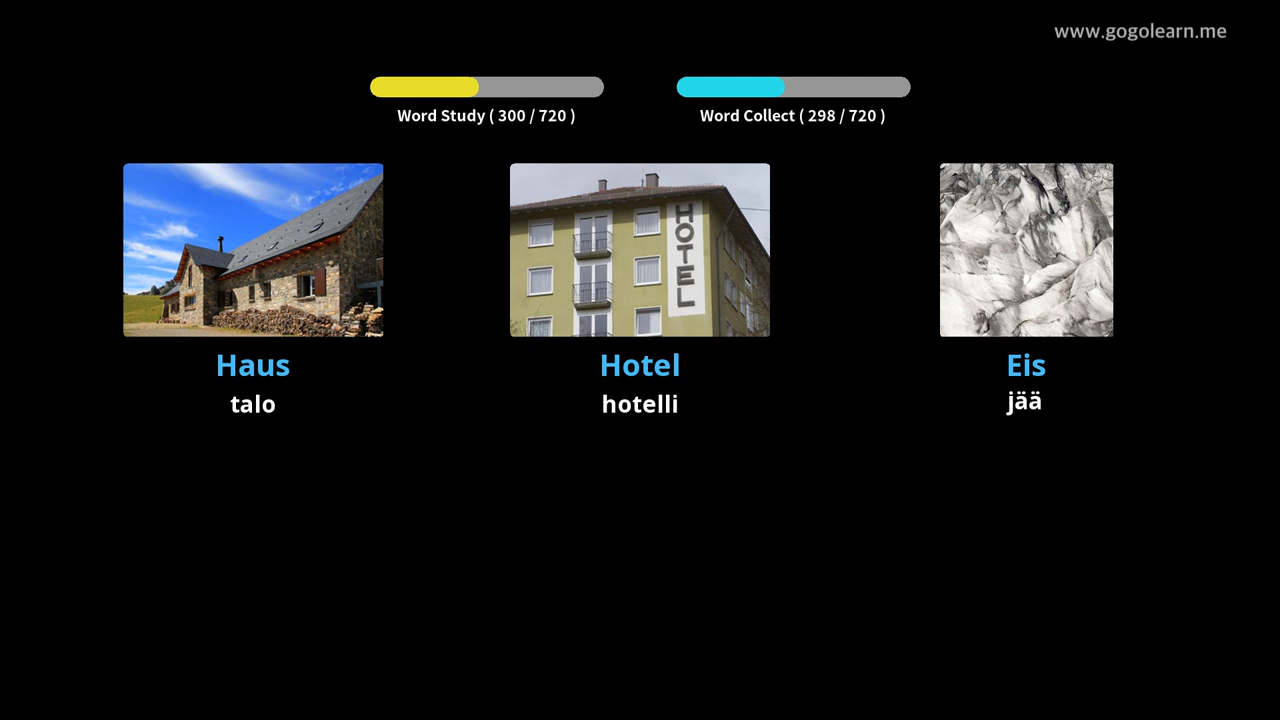 www.gogolearn.me
Word Study ( 300 / 720 )
Word Collect ( 298 / 720 )
HOTEL
Haus
talo
Hotel
hotelli
Eis
jää